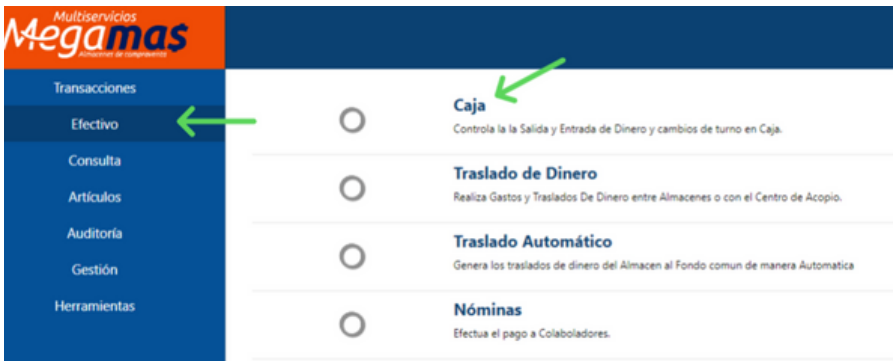 Multiservicios
Megamas
Almacenes de compraventa
Transacciones
Efectivo
Consulta
Artículos
Auditoría
Gestión
Herramientas
Caja
Controla la la Salida y Entrada de Dinero y cambios de turno en Caja.
Traslado de Dinero
Realiza Gastos y Traslados De Dinero entre Almacenes o con el Centro de Acopio.
Traslado Automático
Genera los traslados de dinero del Almacen al Fondo comun de manera Automatica
Nóminas
Efectua el pago a Colaboladores.